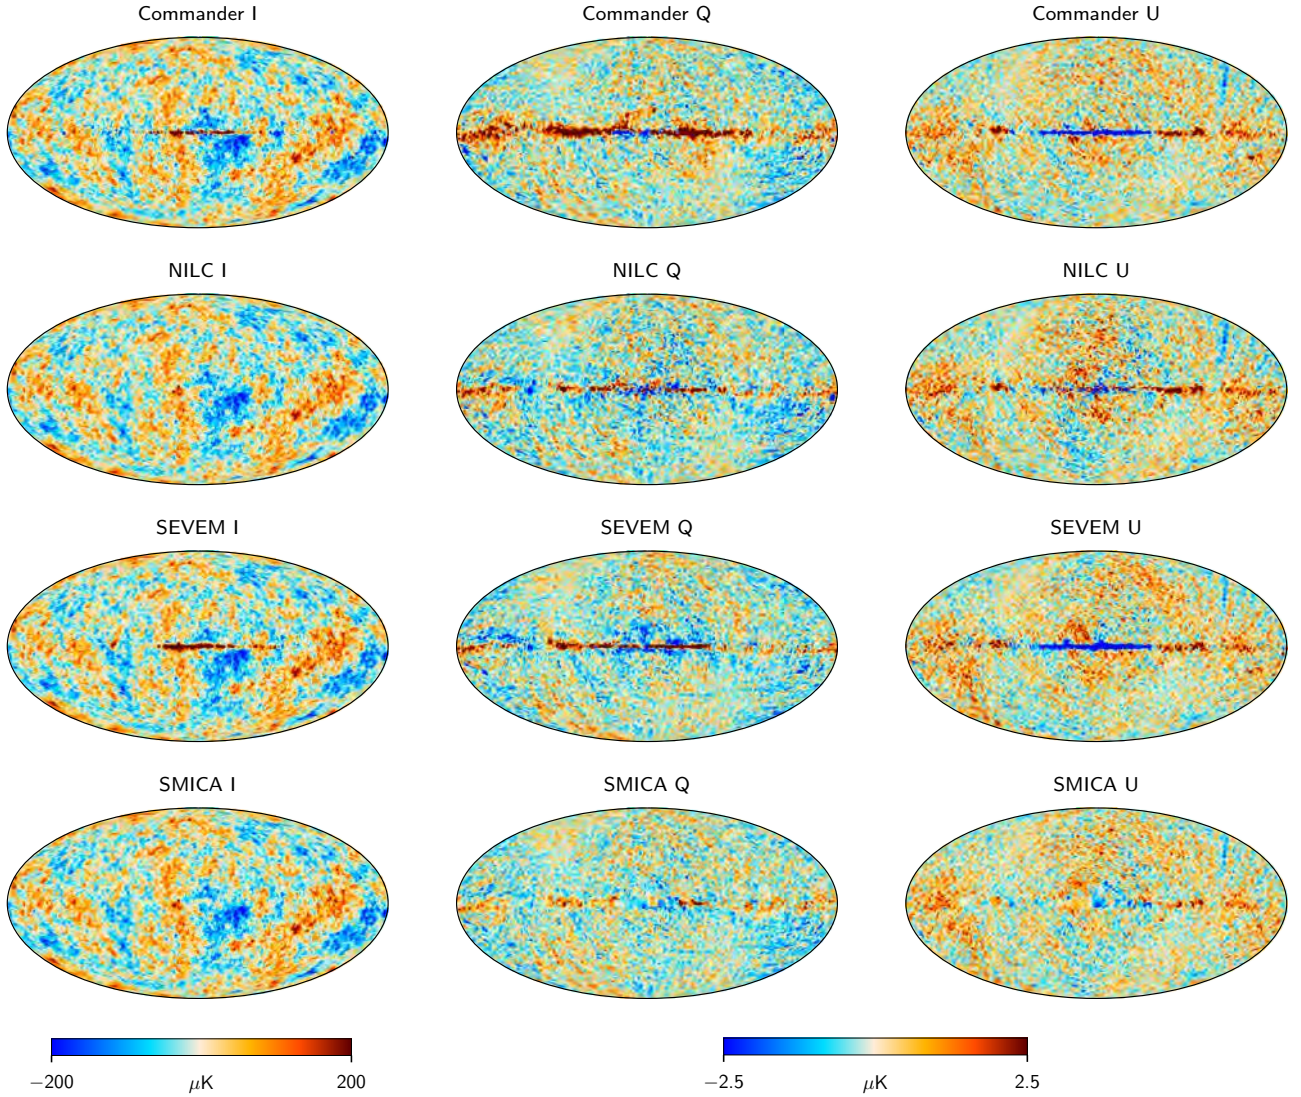 Commander I
Commander Q
Commander U
NILC I
NILC Q
NILC U
SEVEM I
SEVEM Q
SEVEM U
SMICA I
SMICA Q
SMICA U
−200 μK 200
−2.5 μK 2.5